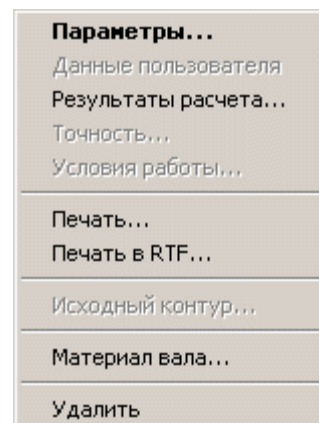 Параметры...
Данные пользователя
Результаты расчета...
Точность...
Условия работы...
Печать...
Печать в RTF...
Исходный контур...
Материал вала...
Удалить